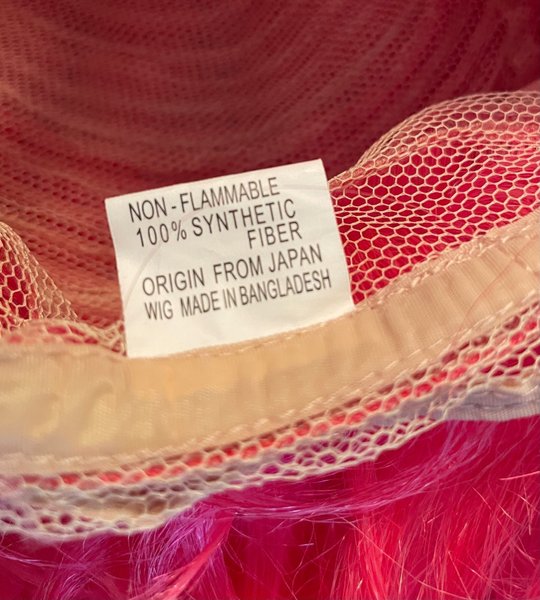 NON-FLAMMABLE
100% SYNTHETIC
FIBER
ORIGIN FROM JAPAN
WIG MADE IN BANGLADESH